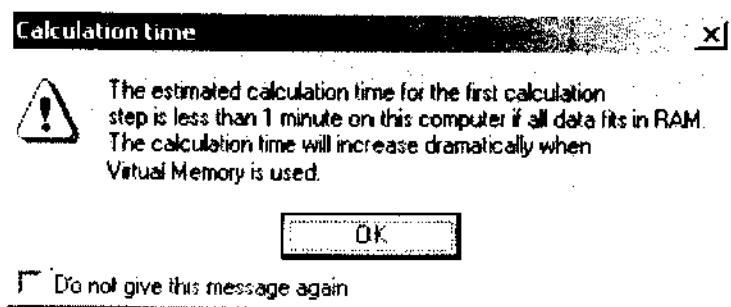 Calculation time
The estimated calculation time for the first calculation
step is less than 1 minute on this computer if all data fits in RAM.
The calculation time will increase dramatically when
Virtual Memory is used.
OK
Do not give this message again